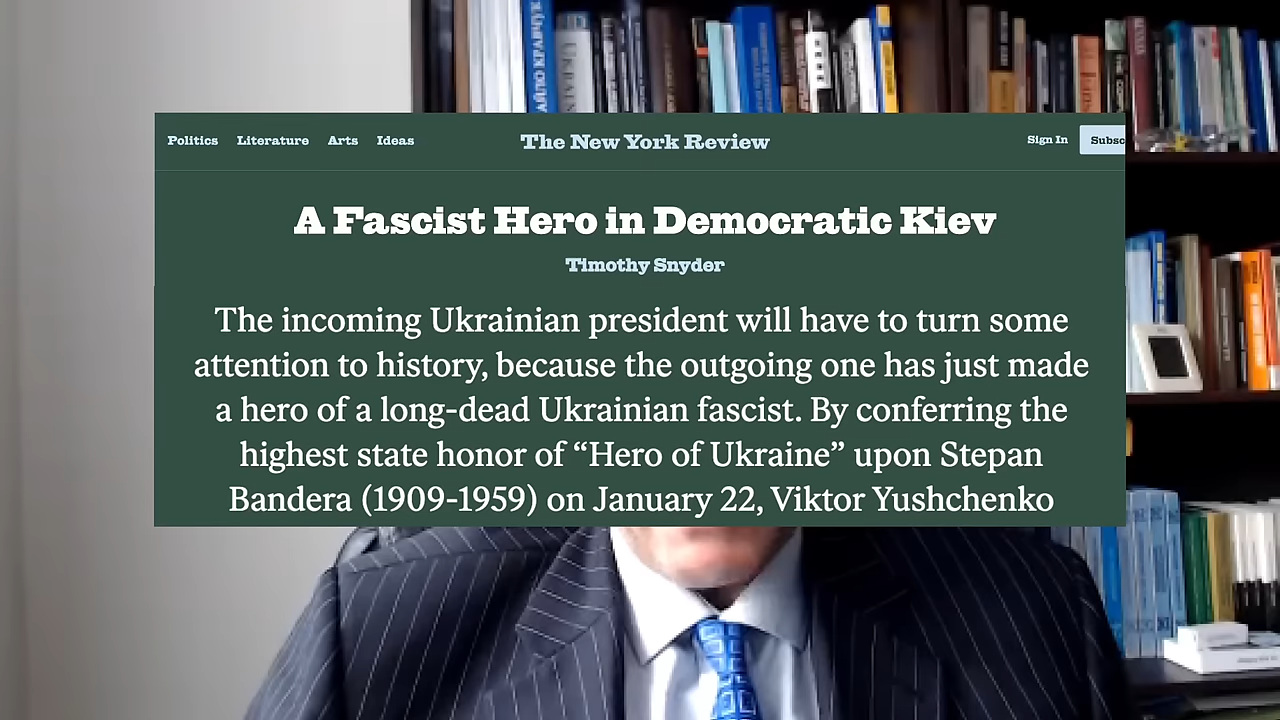 АЙЛО КРАВЧУК
Politics Literature Arts Ideas The New York Review Sign In Subsc
A Fascist Hero in Democratic Kiev
Timothy Snyder
The incoming Ukrainian president will have to turn some
attention to history, because the outgoing one has just made
a hero of a long-dead Ukrainian fascist. By conferring the
highest state honor of “Hero of Ukraine” upon Stepan
Bandera (1909-1959) on January 22, Viktor Yushchenko